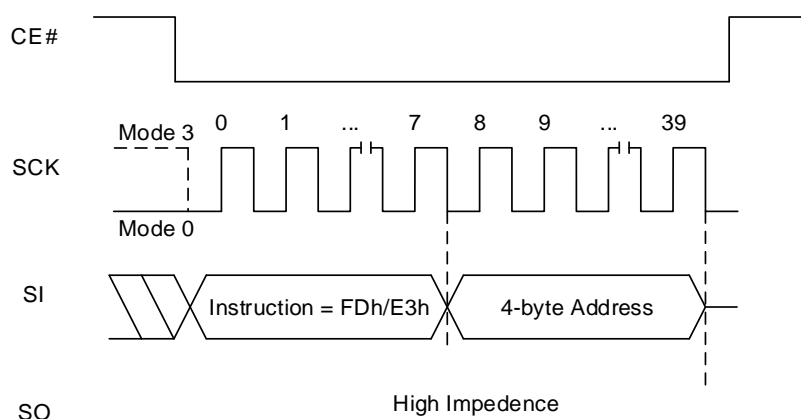 CE#
0 1 ... 7 8 9 ... 39
Mode 3
SCK
Mode 0
SI
Instruction = FDh/E3h
4-byte Address
High Impedence
SO